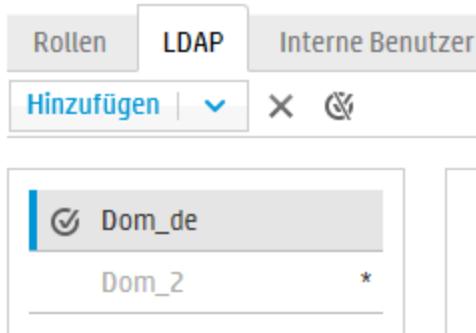 Rollen LDAP Interne Benutzer
Hinzufügen
Dom_de
Dom_2 *